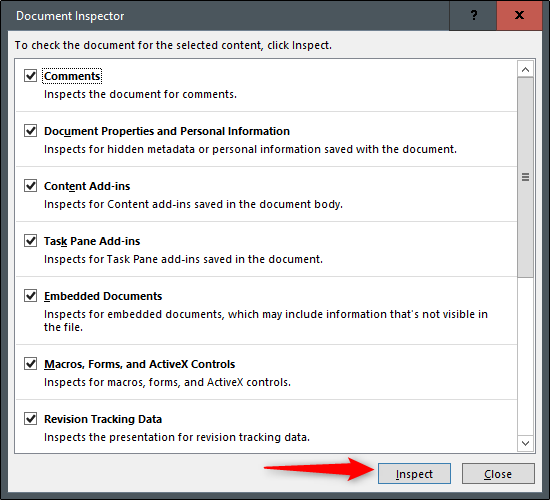 Document Inspector
To check the document for the selected content, click Inspect.
Comments
Inspects the document for comments.
Document Properties and Personal Information
Inspects for hidden metadata or personal information saved with the document.
Content Add-ins
Inspects for Content add-ins saved in the document body.
Task Pane Add-ins
Inspects for Task Pane add-ins saved in the document.
Embedded Documents
Inspects for embedded documents, which may include information that's not visible in
the file.
Macros, Forms, and ActiveX Controls
Inspects for macros, forms, and ActiveX controls.
Revision Tracking Data
Inspects the presentation for revision tracking data.
Inspect Close